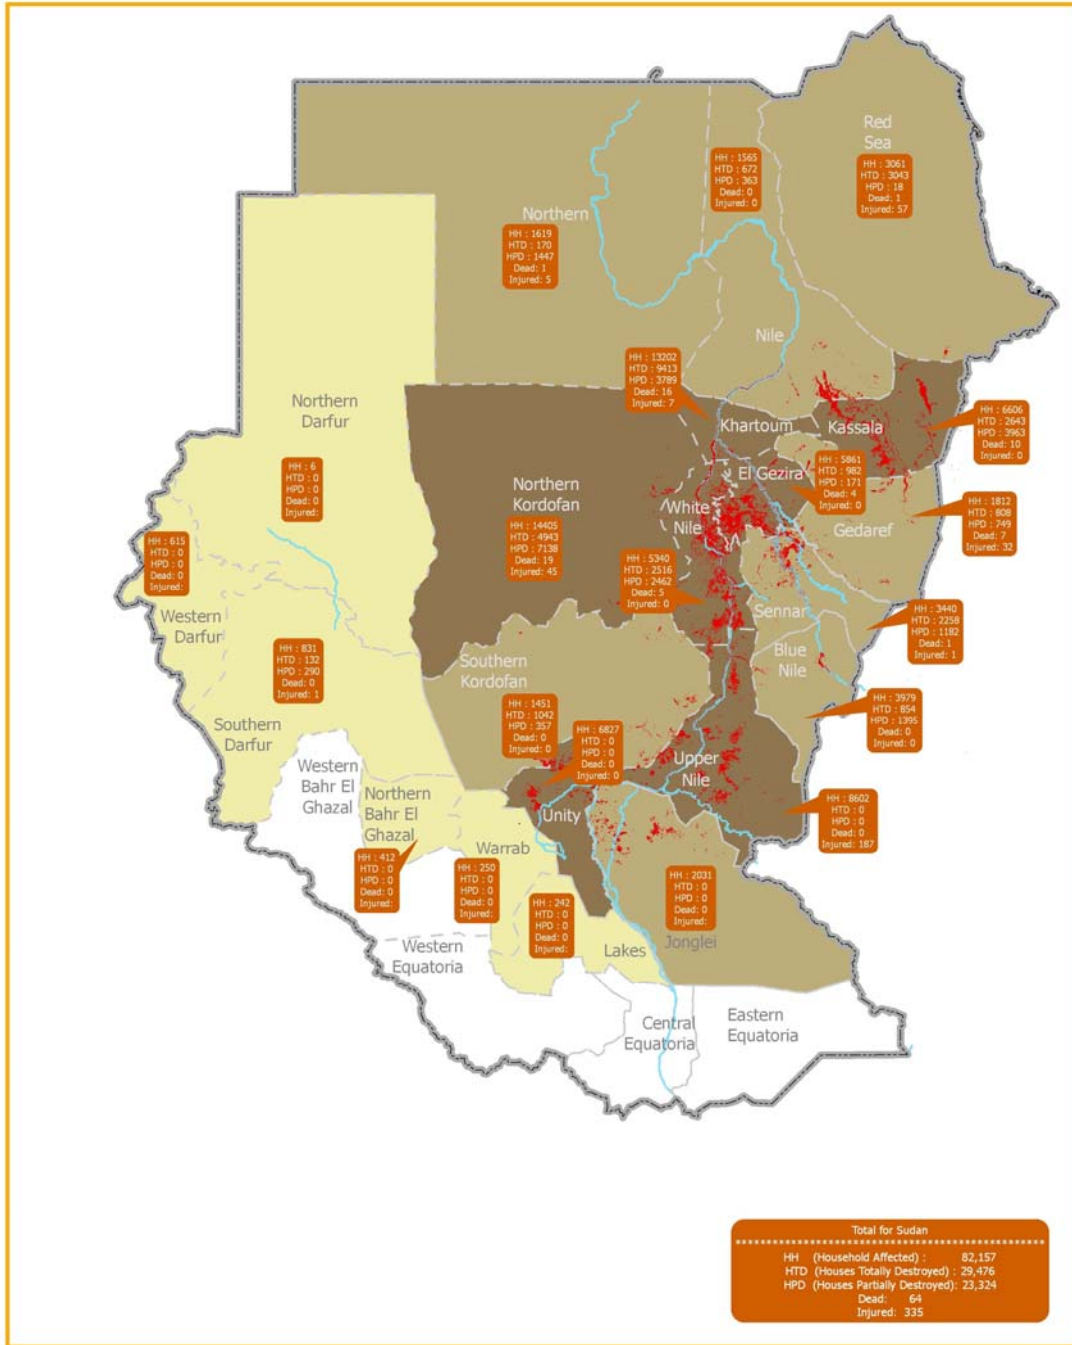 Red
Sea
HH : 3061
HTD : 3043
HPD : 18
Dead: 1
Injured: 57
HH : 1565
HTD : 672
HPD : 363
Dead: 0
Injured: 0
Northern
HH : 1619
HTD : 170
HPD : 1447
Dead: 1
Injured: 5
Nile
HH : 13202
HTD : 9413
HPD : 3789
Dead: 16
Injured: 7
Northern
Darfur
HH : 6
HTD : 0
HPD : 0
Dead: 0
Injured:
Khartoum
Kassala
HH : 6606
HTD : 2643
HPD : 3963
Dead: 10
Injured: 0
El Gezira
HH : 5861
HTD : 982
HPD : 171
Dead: 4
Injured: 0
Northern
Kordofan
HH : 14405
HTD : 4943
HPD : 7138
Dead: 19
Injured: 45
White
Nile
Gedaref
HH : 1812
HTD : 808
HPD : 749
Dead: 7
Injured: 32
HH : 615
HTD : 0
HPD : 0
Dead: 0
Injured:
Western
Darfur
HH : 5340
HTD : 2516
HPD : 2462
Dead: 5
Injured: 0
Sennar
HH : 3440
HTD : 2258
HPD : 1182
Dead: 1
Injured: 1
HH : 831
HTD : 132
HPD : 290
Dead: 0
Injured: 1
Southern
Darfur
Southern
Kordofan
HH : 1451
HTD : 1042
HPD : 357
Dead: 0
Injured: 0
Blue
Nile
HH : 3979
HTD : 854
HPD : 1395
Dead: 0
Injured: 0
HH : 6827
HTD : 0
HPD : 0
Dead: 0
Injured: 0
Upper
Nile
HH : 8602
HTD : 0
HPD : 0
Dead: 0
Injured: 187
Western
Bahr El
Ghazal
Northern
Bahr El
Ghazal
HH : 412
HTD : 0
HPD : 0
Dead: 0
Injured:
Unity
Warrab
HH : 250
HTD : 0
HPD : 0
Dead: 0
Injured:
HH : 242
HTD : 0
HPD : 0
Dead: 0
Injured:
HH : 2031
HTD : 0
HPD : 0
Dead: 0
Injured:
Jonglei
Lakes
Western
Equatoria
Central
Equatoria
Eastern
Equatoria
Total for Sudan
HH (Household Affected) : 82,157
HTD (Houses Totally Destroyed) : 29,476
HPD (Houses Partially Destroyed): 23,324
Dead: 64
Injured: 335